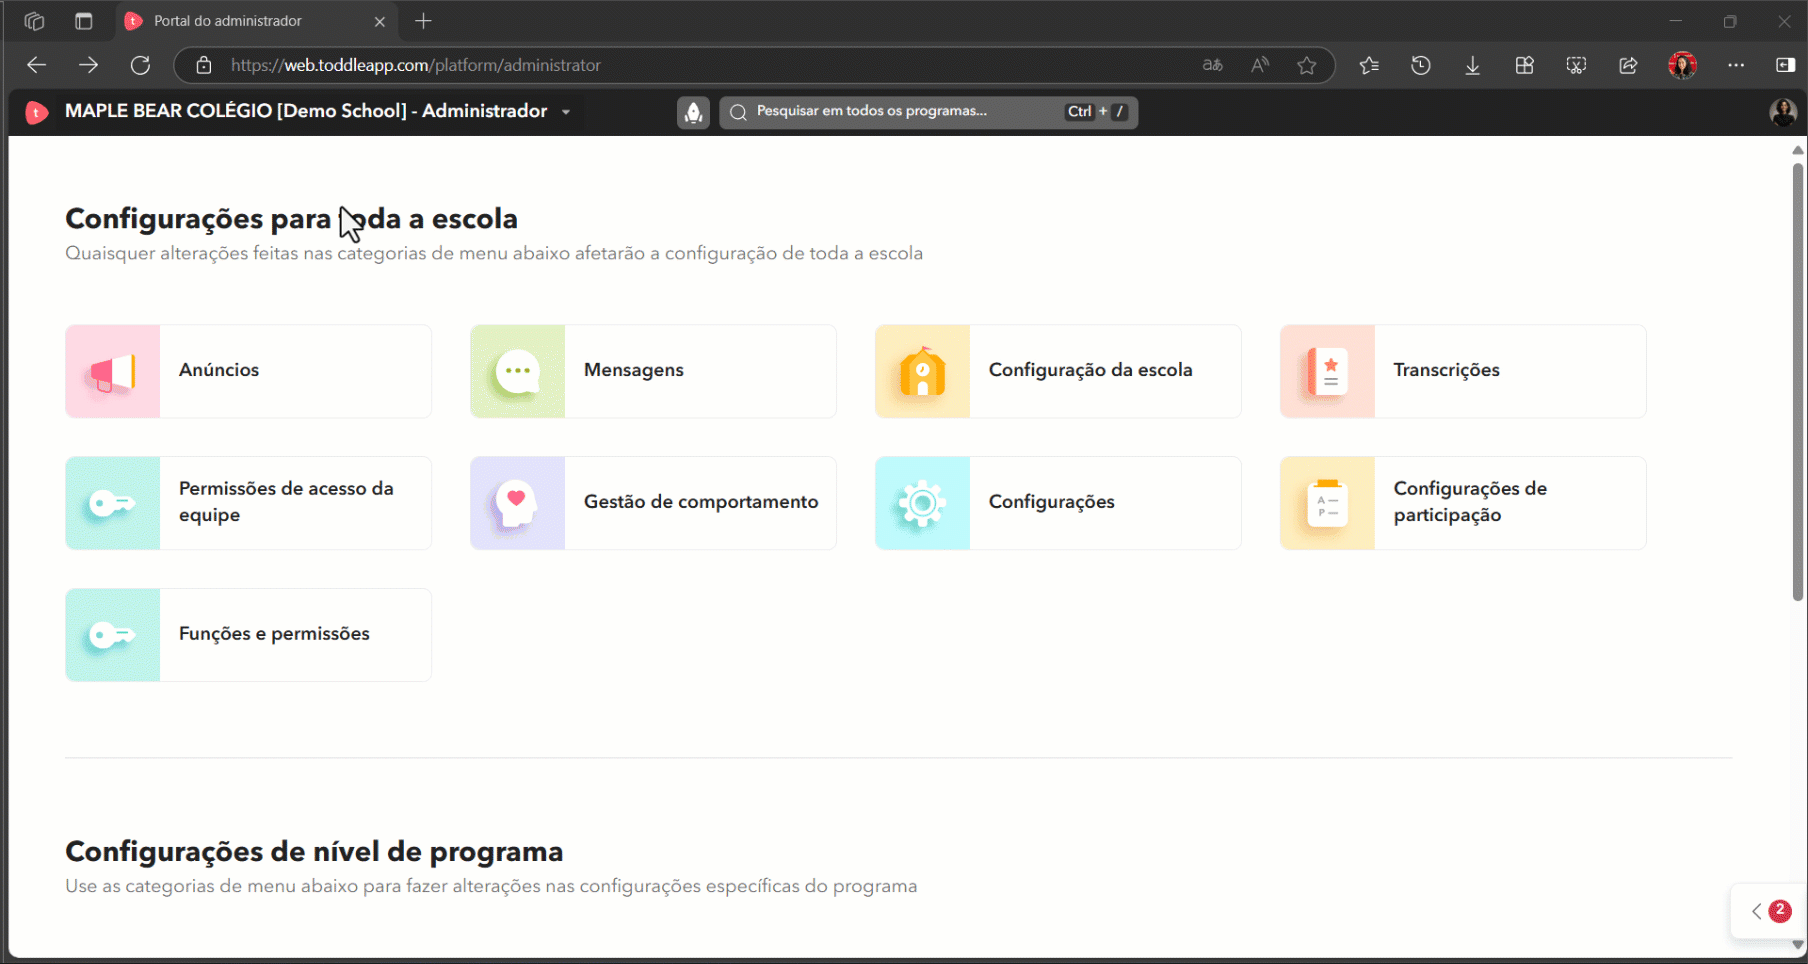 Portal do administrador
https://web.toddleapp.com/platform/administrator
MAPLE BEAR COLÉGIO [Demo School] - Administrador
Pesquisar em todos os programas...
Ctrl + /
Configurações para toda a escola
Quaisquer alterações feitas nas categorias de menu abaixo afetarão a configuração de toda a escola
Anúncios
Mensagens
Configuração da escola
Transcrições
Permissões de acesso da
equipe
Gestão de comportamento
Configurações
Configurações de
participação
Funções e permissões
Configurações de nível de programa
Use as categorias de menu abaixo para fazer alterações nas configurações específicas do programa
2